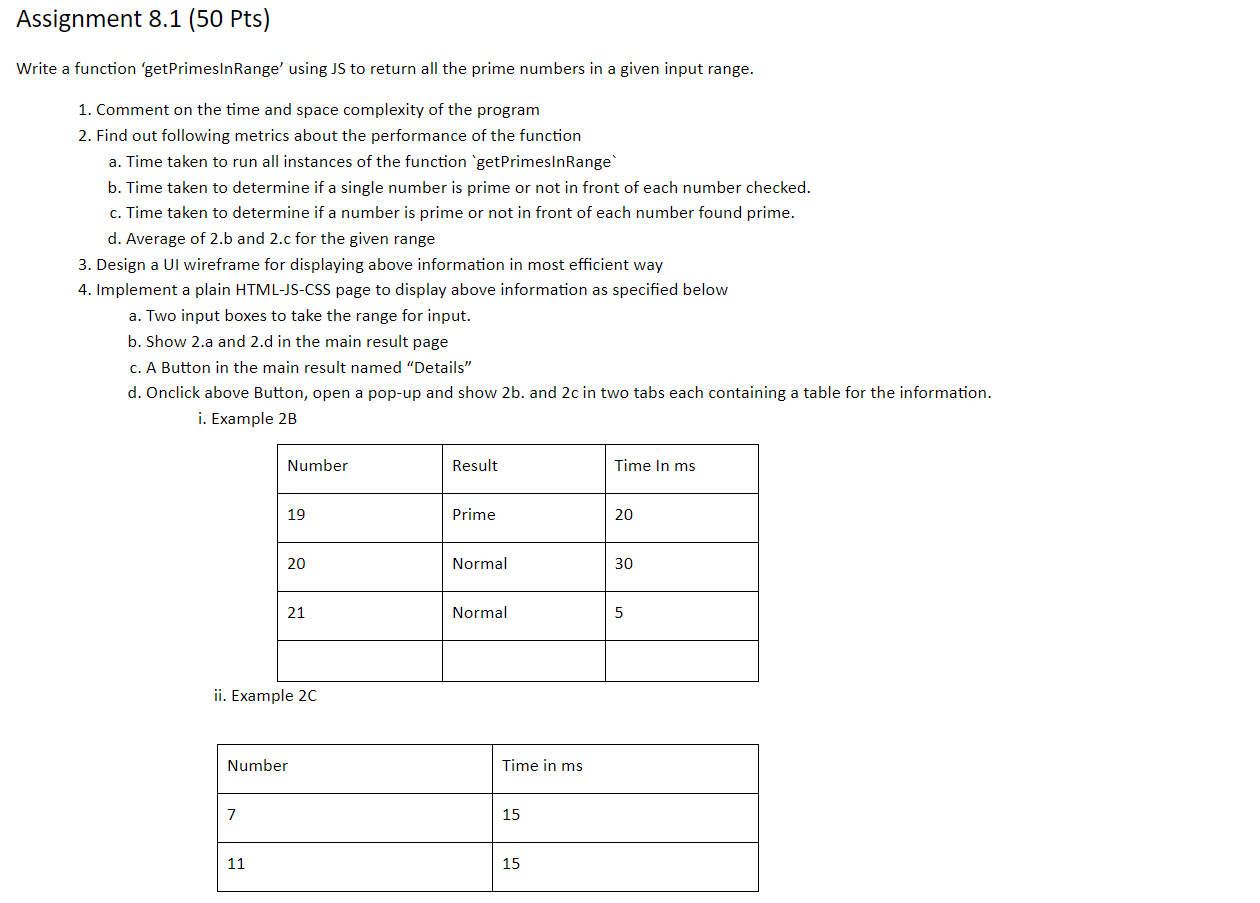 Assignment 8.1 (50 Pts)
Write a function ‘getPrimesInRange’ using JS to return all the prime numbers in a given input range.
1. Comment on the time and space complexity of the program
2. Find out following metrics about the performance of the function
a. Time taken to run all instances of the function `getPrimesInRange`
b. Time taken to determine if a single number is prime or not in front of each number checked.
c. Time taken to determine if a number is prime or not in front of each number found prime.
d. Average of 2.b and 2.c for the given range
3. Design a UI wireframe for displaying above information in most efficient way
4. Implement a plain HTML-JS-CSS page to display above information as specified below
a. Two input boxes to take the range for input.
b. Show 2.a and 2.d in the main result page
c. A Button in the main result named “Details”
d. Onclick above Button, open a pop-up and show 2b. and 2c in two tabs each containing a table for the information.
i. Example 2B
Number Result Time In ms
19 Prime 20
20 Normal 30
21 Normal 5
ii. Example 2C
Number Time in ms
7 15
11 15